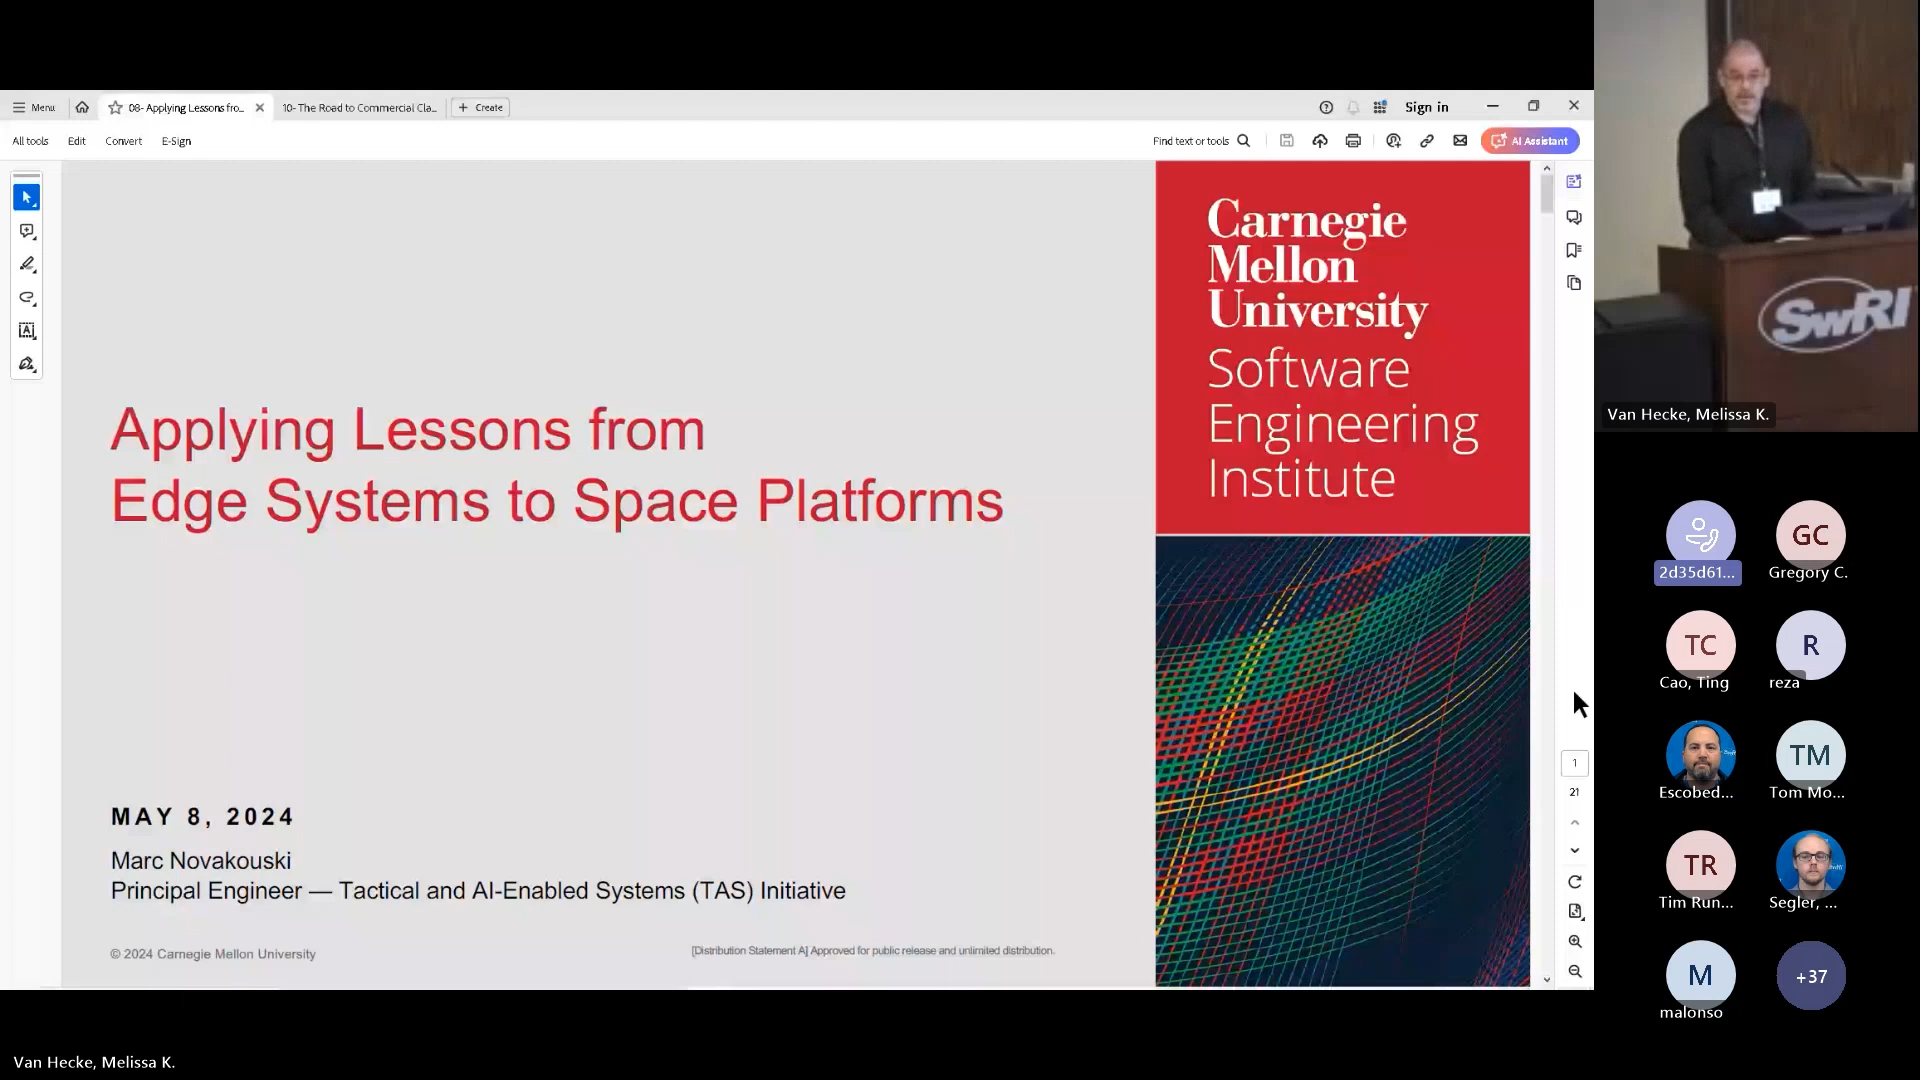 Menu
08- Applying Lessons fro...
10- The Road to Commercial Cla...
Create
Sign in
All tools
Edit
Convert
E-Sign
Find text or tools
AI Assistant
Applying Lessons from
Edge Systems to Space Platforms
MAY 8, 2024
Marc Novakouski
Principal Engineer — Tactical and AI-Enabled Systems (TAS) Initiative
© 2024 Carnegie Mellon University
[Distribution Statement A] Approved for public release and unlimited distribution.
Carnegie
Mellon
University
Software
Engineering
Institute
1
21
SwRI
Van Hecke, Melissa K.
2d35d61...
GC
Gregory C.
TC
Cao, Ting
R
reza
Escobed...
TM
Tom Mo...
TR
Tim Run...
Segler, ...
M
malonso
+37
Van Hecke, Melissa K.